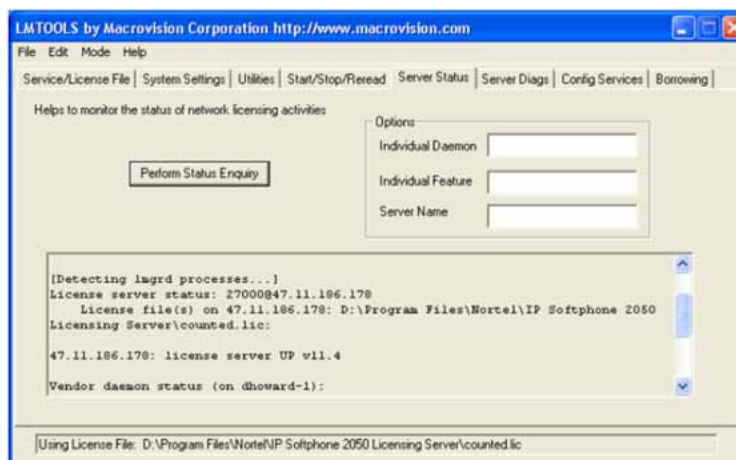 LMTOOLS by Macrovision Corporation http://www.macrovision.com
File Edit Mode Help
Service/License File System Settings Utilities Start/Stop/Reread Server Status Server Diags Config Services Borrowing
Helps to monitor the status of network licensing activities
Options
Individual Daemon
Perform Status Enquiry
Individual Feature
Server Name
[Detecting lmgrd processes...]
License server status: 27000@47.11.186.178
License file(s) on 47.11.186.178: D:\Program Files\Nortel\IP Softphone 2050
Licensing Server\counted.lic:
47.11.186.178: license server UP v11.4
Vendor daemon status (on dhoward-1):
Using License File: D:\Program Files\Nortel\IP Softphone 2050 Licensing Server\counted.lic